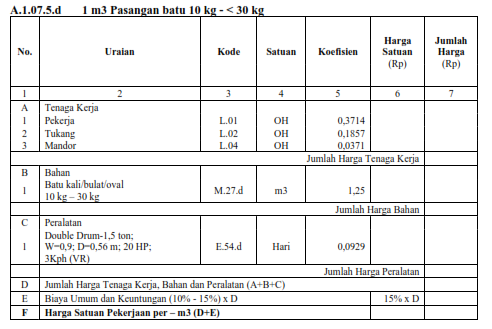 A.1.07.5.d 1 m3 Pasangan batu 10 kg - < 30 kg
No. Uraian Kode Satuan Koefisien Harga Satuan (Rp) Jumlah Harga (Rp)
1 2 3 4 5 6 7
A Tenaga Kerja
1 Pekerja L.01 OH 0,3714
2 Tukang L.02 OH 0,1857
3 Mandor L.04 OH 0,0371
Jumlah Harga Tenaga Kerja
B Bahan
1 Batu kali/bulat/oval 10 kg – 30 kg M.27.d m3 1,25
Jumlah Harga Bahan
C Peralatan
Double Drum-1,5 ton;
1 W=0,9; D=0,56 m; 20 HP; E.54.d Hari 0,0929
3Kph (VR)
Jumlah Harga Peralatan
D Jumlah Harga Tenaga Kerja, Bahan dan Peralatan (A+B+C)
E Biaya Umum dan Keuntungan (10% - 15%) x D 15% x D
F Harga Satuan Pekerjaan per – m3 (D+E)